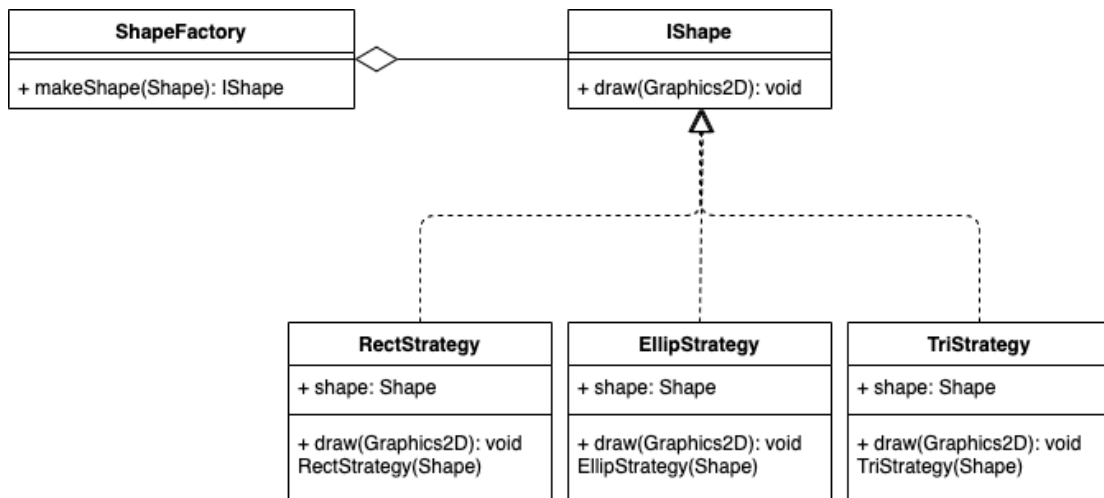 ShapeFactory
+ makeShape(Shape): IShape
IShape
+ draw(Graphics2D): void
RectStrategy
+ shape: Shape
+ draw(Graphics2D): void
RectStrategy(Shape)
EllipStrategy
+ shape: Shape
+ draw(Graphics2D): void
EllipStrategy(Shape)
TriStrategy
+ shape: Shape
+ draw(Graphics2D): void
TriStrategy(Shape)